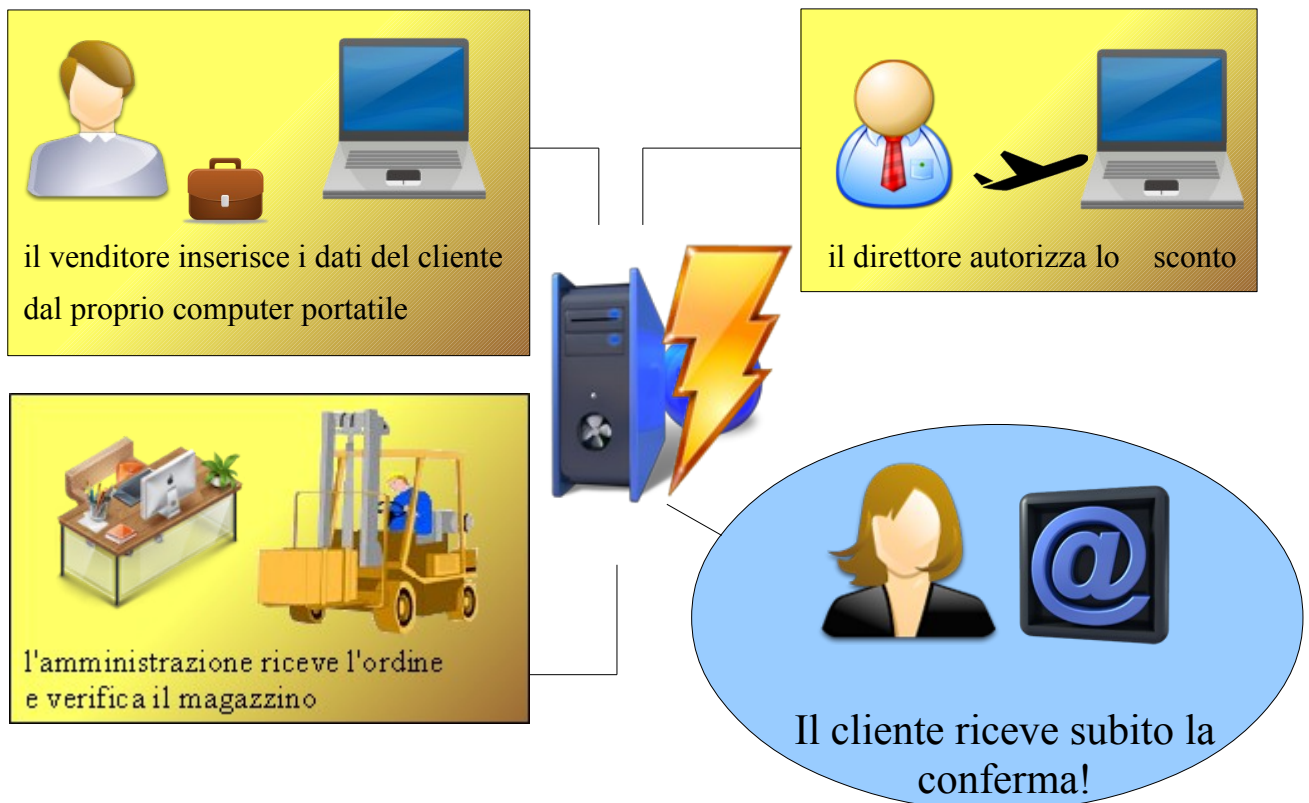 il venditore inserisce i dati del cliente
dal proprio computer portatile
il direttore autorizza lo sconto
l'amministrazione riceve l'ordine
e verifica il magazzino
Il cliente riceve subito la
conferma!